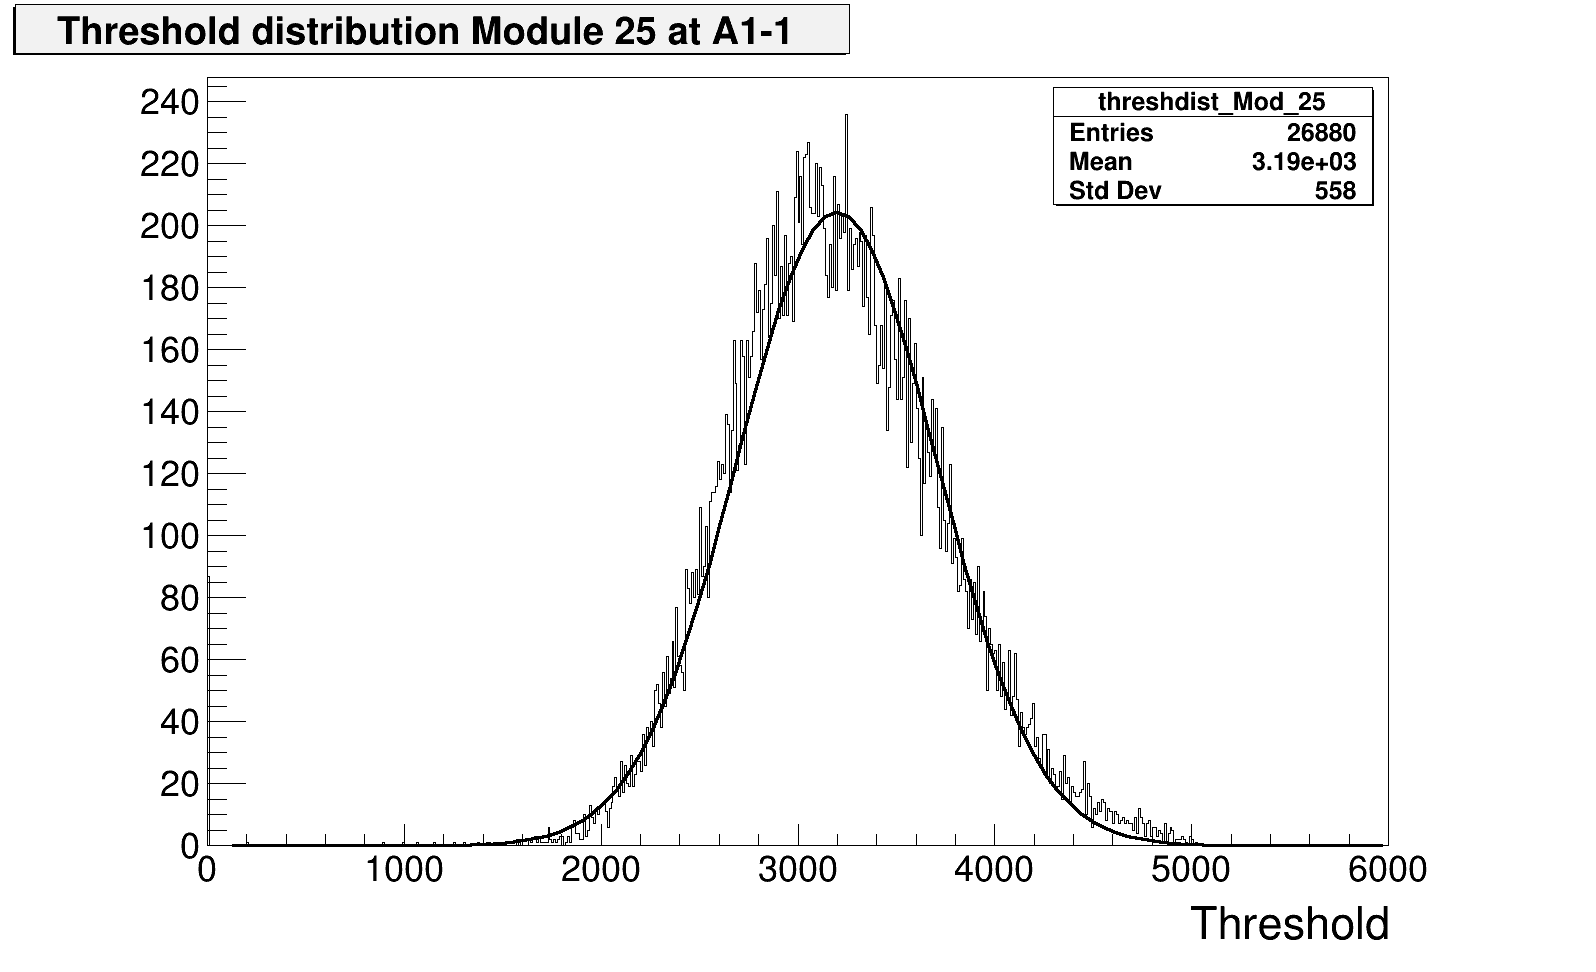 Threshold distribution Module 25 at A1-1
threshdist_Mod_25
Entries 26880
Mean 3.19e+03
Std Dev 558
240
220
200
180
160
140
120
100
80
60
40
20
0
0 1000 2000 3000 4000 5000 6000
Threshold